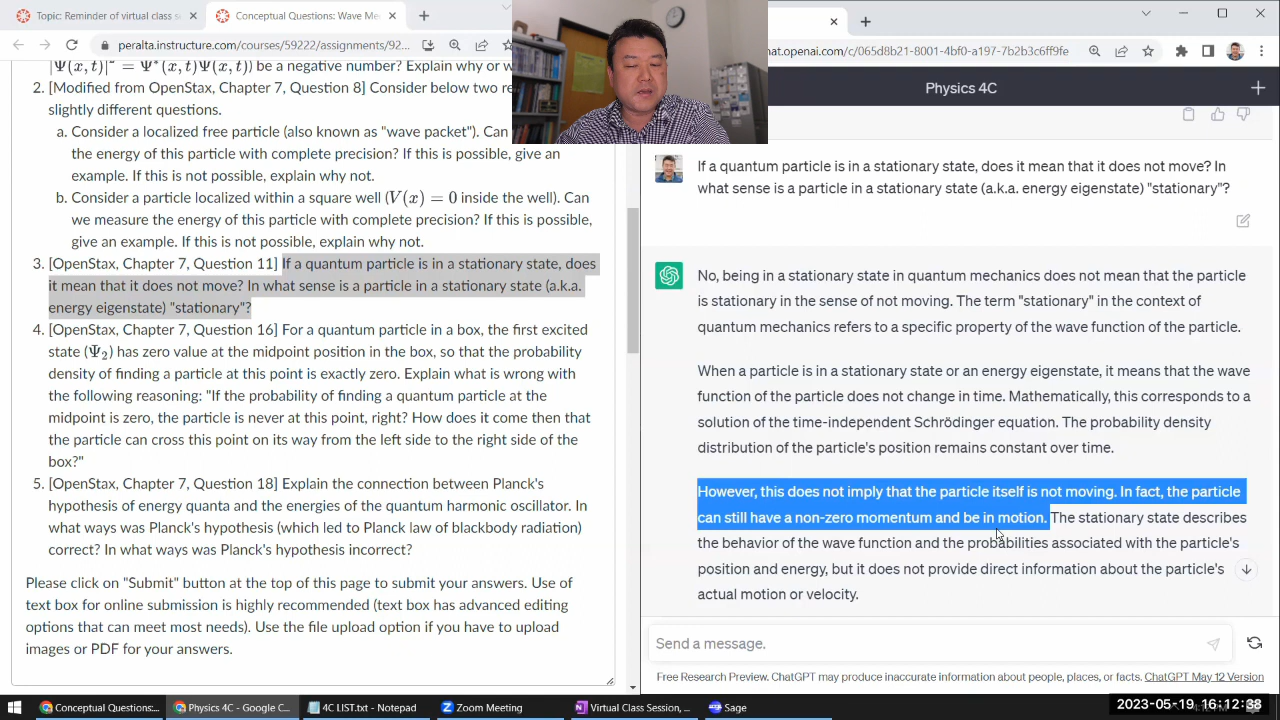 Topic: Reminder of virtual class s
Conceptual Questions: Wave Me
peralta.instructure.com/courses/59222/assignments/92...
hat.openai.com/c/065d8b21-8001-4bf0-a197-7b2b3c6ff9fe
Physics 4C
|Ψ(x, t)|² = Ψ*(x, t)Ψ(x, t)) be a negative number? Explain why or w
2. [Modified from OpenStax, Chapter 7, Question 8] Consider below two re
slightly different questions.
a. Consider a localized free particle (also known as "wave packet"). Can
the energy of this particle with complete precision? If this is possible, give an
example. If this is not possible, explain why not.
b. Consider a particle localized within a square well (V(x) = 0 inside the well). Can
we measure the energy of this particle with complete precision? If this is possible,
give an example. If this is not possible, explain why not.
3. [OpenStax, Chapter 7, Question 11] If a quantum particle is in a stationary state, does
it mean that it does not move? In what sense is a particle in a stationary state (a.k.a.
energy eigenstate) "stationary"?
4. [OpenStax, Chapter 7, Question 16] For a quantum particle in a box, the first excited
state (Ψ₂) has zero value at the midpoint position in the box, so that the probability
density of finding a particle at this point is exactly zero. Explain what is wrong with
the following reasoning: "If the probability of finding a quantum particle at the
midpoint is zero, the particle is never at this point, right? How does it come then that
the particle can cross this point on its way from the left side to the right side of the
box?"
5. [OpenStax, Chapter 7, Question 18] Explain the connection between Planck's
hypothesis of energy quanta and the energies of the quantum harmonic oscillator. In
what ways was Planck's hypothesis (which led to Planck law of blackbody radiation)
correct? In what ways was Planck's hypothesis incorrect?
Please click on "Submit" button at the top of this page to submit your answers. Use of
text box for online submission is highly recommended (text box has advanced editing
options that can meet most needs). Use the file upload option if you have to upload
images or PDF for your answers.
If a quantum particle is in a stationary state, does it mean that it does not move? In
what sense is a particle in a stationary state (a.k.a. energy eigenstate) "stationary"?
No, being in a stationary state in quantum mechanics does not mean that the particle
is stationary in the sense of not moving. The term "stationary" in the context of
quantum mechanics refers to a specific property of the wave function of the particle.
When a particle is in a stationary state or an energy eigenstate, it means that the wave
function of the particle does not change in time. Mathematically, this corresponds to a
solution of the time-independent Schrödinger equation. The probability density
distribution of the particle's position remains constant over time.
However, this does not imply that the particle itself is not moving. In fact, the particle
can still have a non-zero momentum and be in motion. The stationary state describes
the behavior of the wave function and the probabilities associated with the particle's
position and energy, but it does not provide direct information about the particle's
actual motion or velocity.
Send a message.
Free Research Preview. ChatGPT may produce inaccurate information about people, places, or facts. ChatGPT May 12 Version
Conceptual Questions:...
Physics 4C - Google C...
4C LIST.txt - Notepad
Zoom Meeting
Virtual Class Session, ...
Sage
2023-05-19 16:12:38